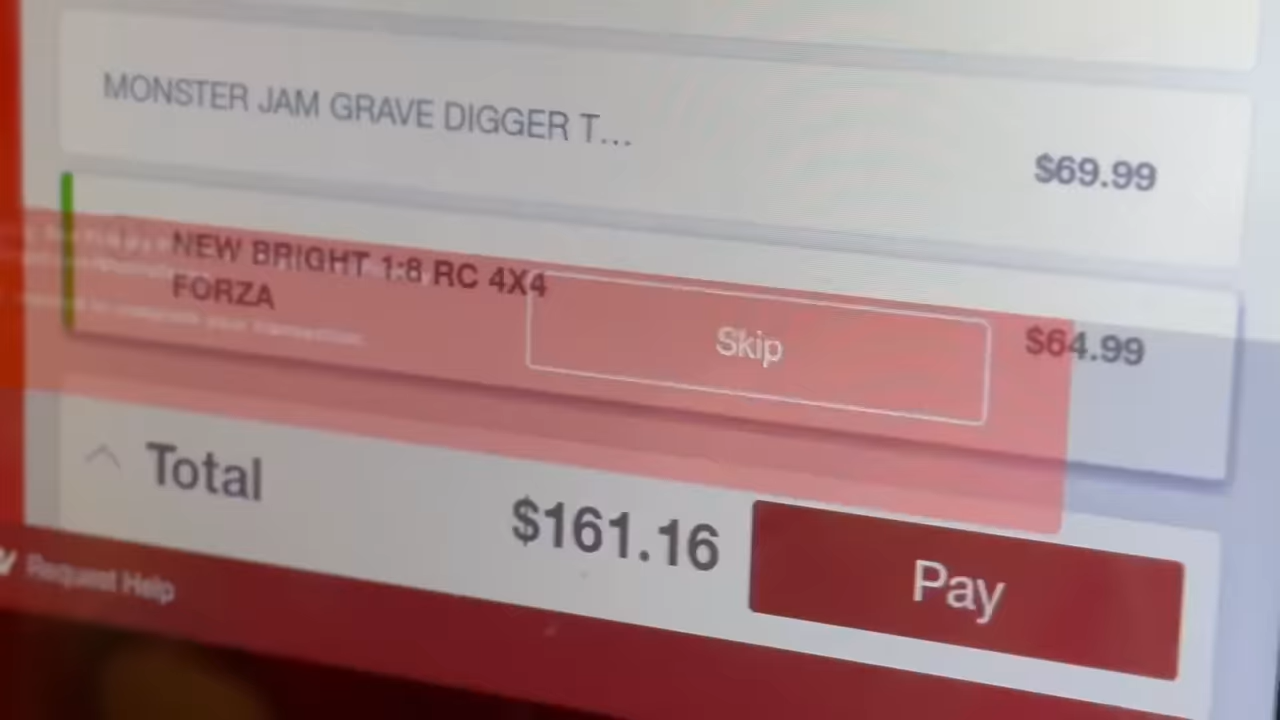 MONSTER JAM GRAVE DIGGER T...
$69.99
NEW BRIGHT 1:8 RC 4X4
FORZA
$64.99
Skip
Total
$161.16
Pay
Request Help